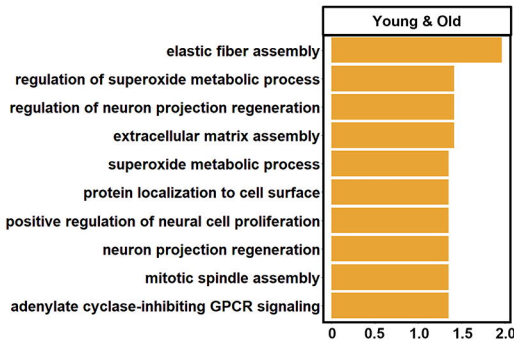 Young & Old
elastic fiber assembly
regulation of superoxide metabolic process
regulation of neuron projection regeneration
extracellular matrix assembly
superoxide metabolic process
protein localization to cell surface
positive regulation of neural cell proliferation
neuron projection regeneration
mitotic spindle assembly
adenylate cyclase-inhibiting GPCR signaling
0 0.5 1.0 1.5 2.0